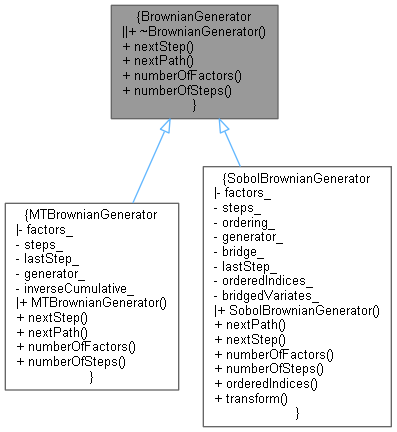 {BrownianGenerator
||+ ~BrownianGenerator()
+ nextStep()
+ nextPath()
+ numberOfFactors()
+ numberOfSteps()
}
{MTBrownianGenerator
|- factors_
- steps_
- lastStep_
- generator_
- inverseCumulative_
|+ MTBrownianGenerator()
+ nextStep()
+ nextPath()
+ numberOfFactors()
+ numberOfSteps()
}
{SobolBrownianGenerator
|- factors_
- steps_
- ordering_
- generator_
- bridge_
- lastStep_
- orderedIndices_
- bridgedVariates_
|+ SobolBrownianGenerator()
+ nextPath()
+ nextStep()
+ numberOfFactors()
+ numberOfSteps()
+ orderedIndices()
+ transform()
}